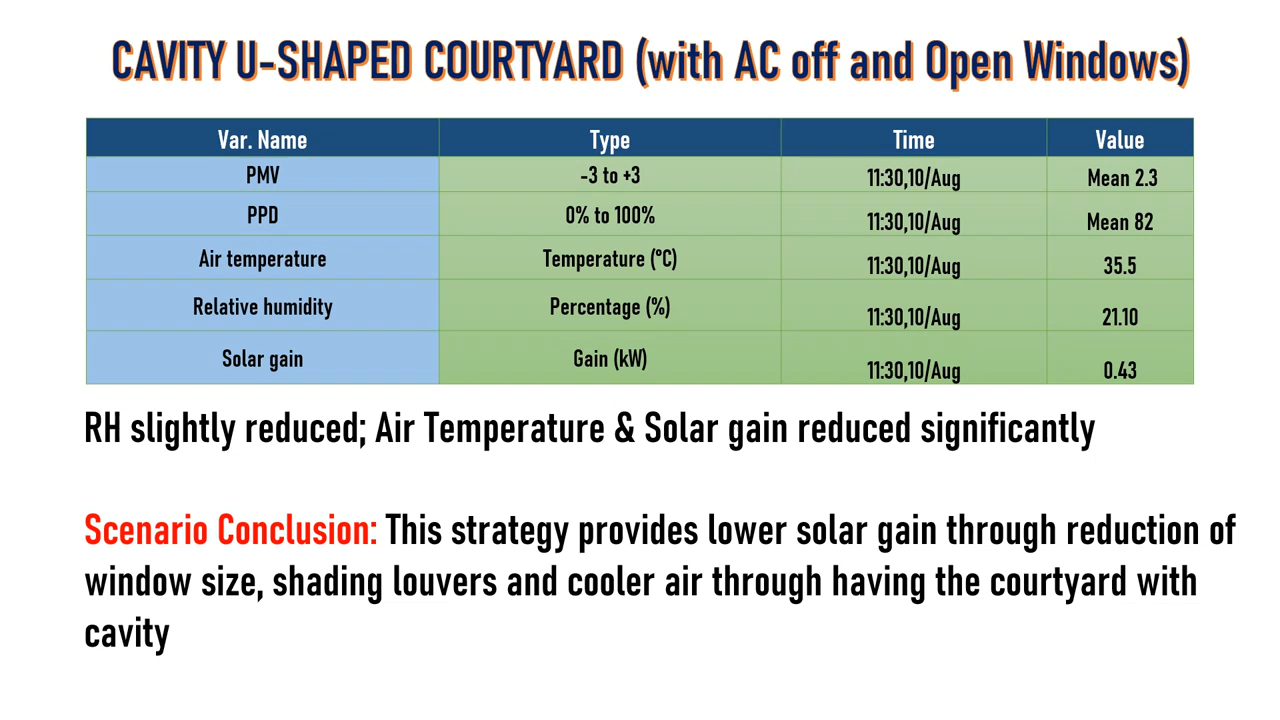 CAVITY U-SHAPED COURTYARD (with AC off and Open Windows)
Var. Name Type Time Value
PMV -3 to +3 11:30,10/Aug Mean 2.3
PPD 0% to 100% 11:30,10/Aug Mean 82
Air temperature Temperature (°C) 11:30,10/Aug 35.5
Relative humidity Percentage (%) 11:30,10/Aug 21.10
Solar gain Gain (kW) 11:30,10/Aug 0.43
RH slightly reduced; Air Temperature & Solar gain reduced significantly
Scenario Conclusion: This strategy provides lower solar gain through reduction of
window size, shading louvers and cooler air through having the courtyard with
cavity